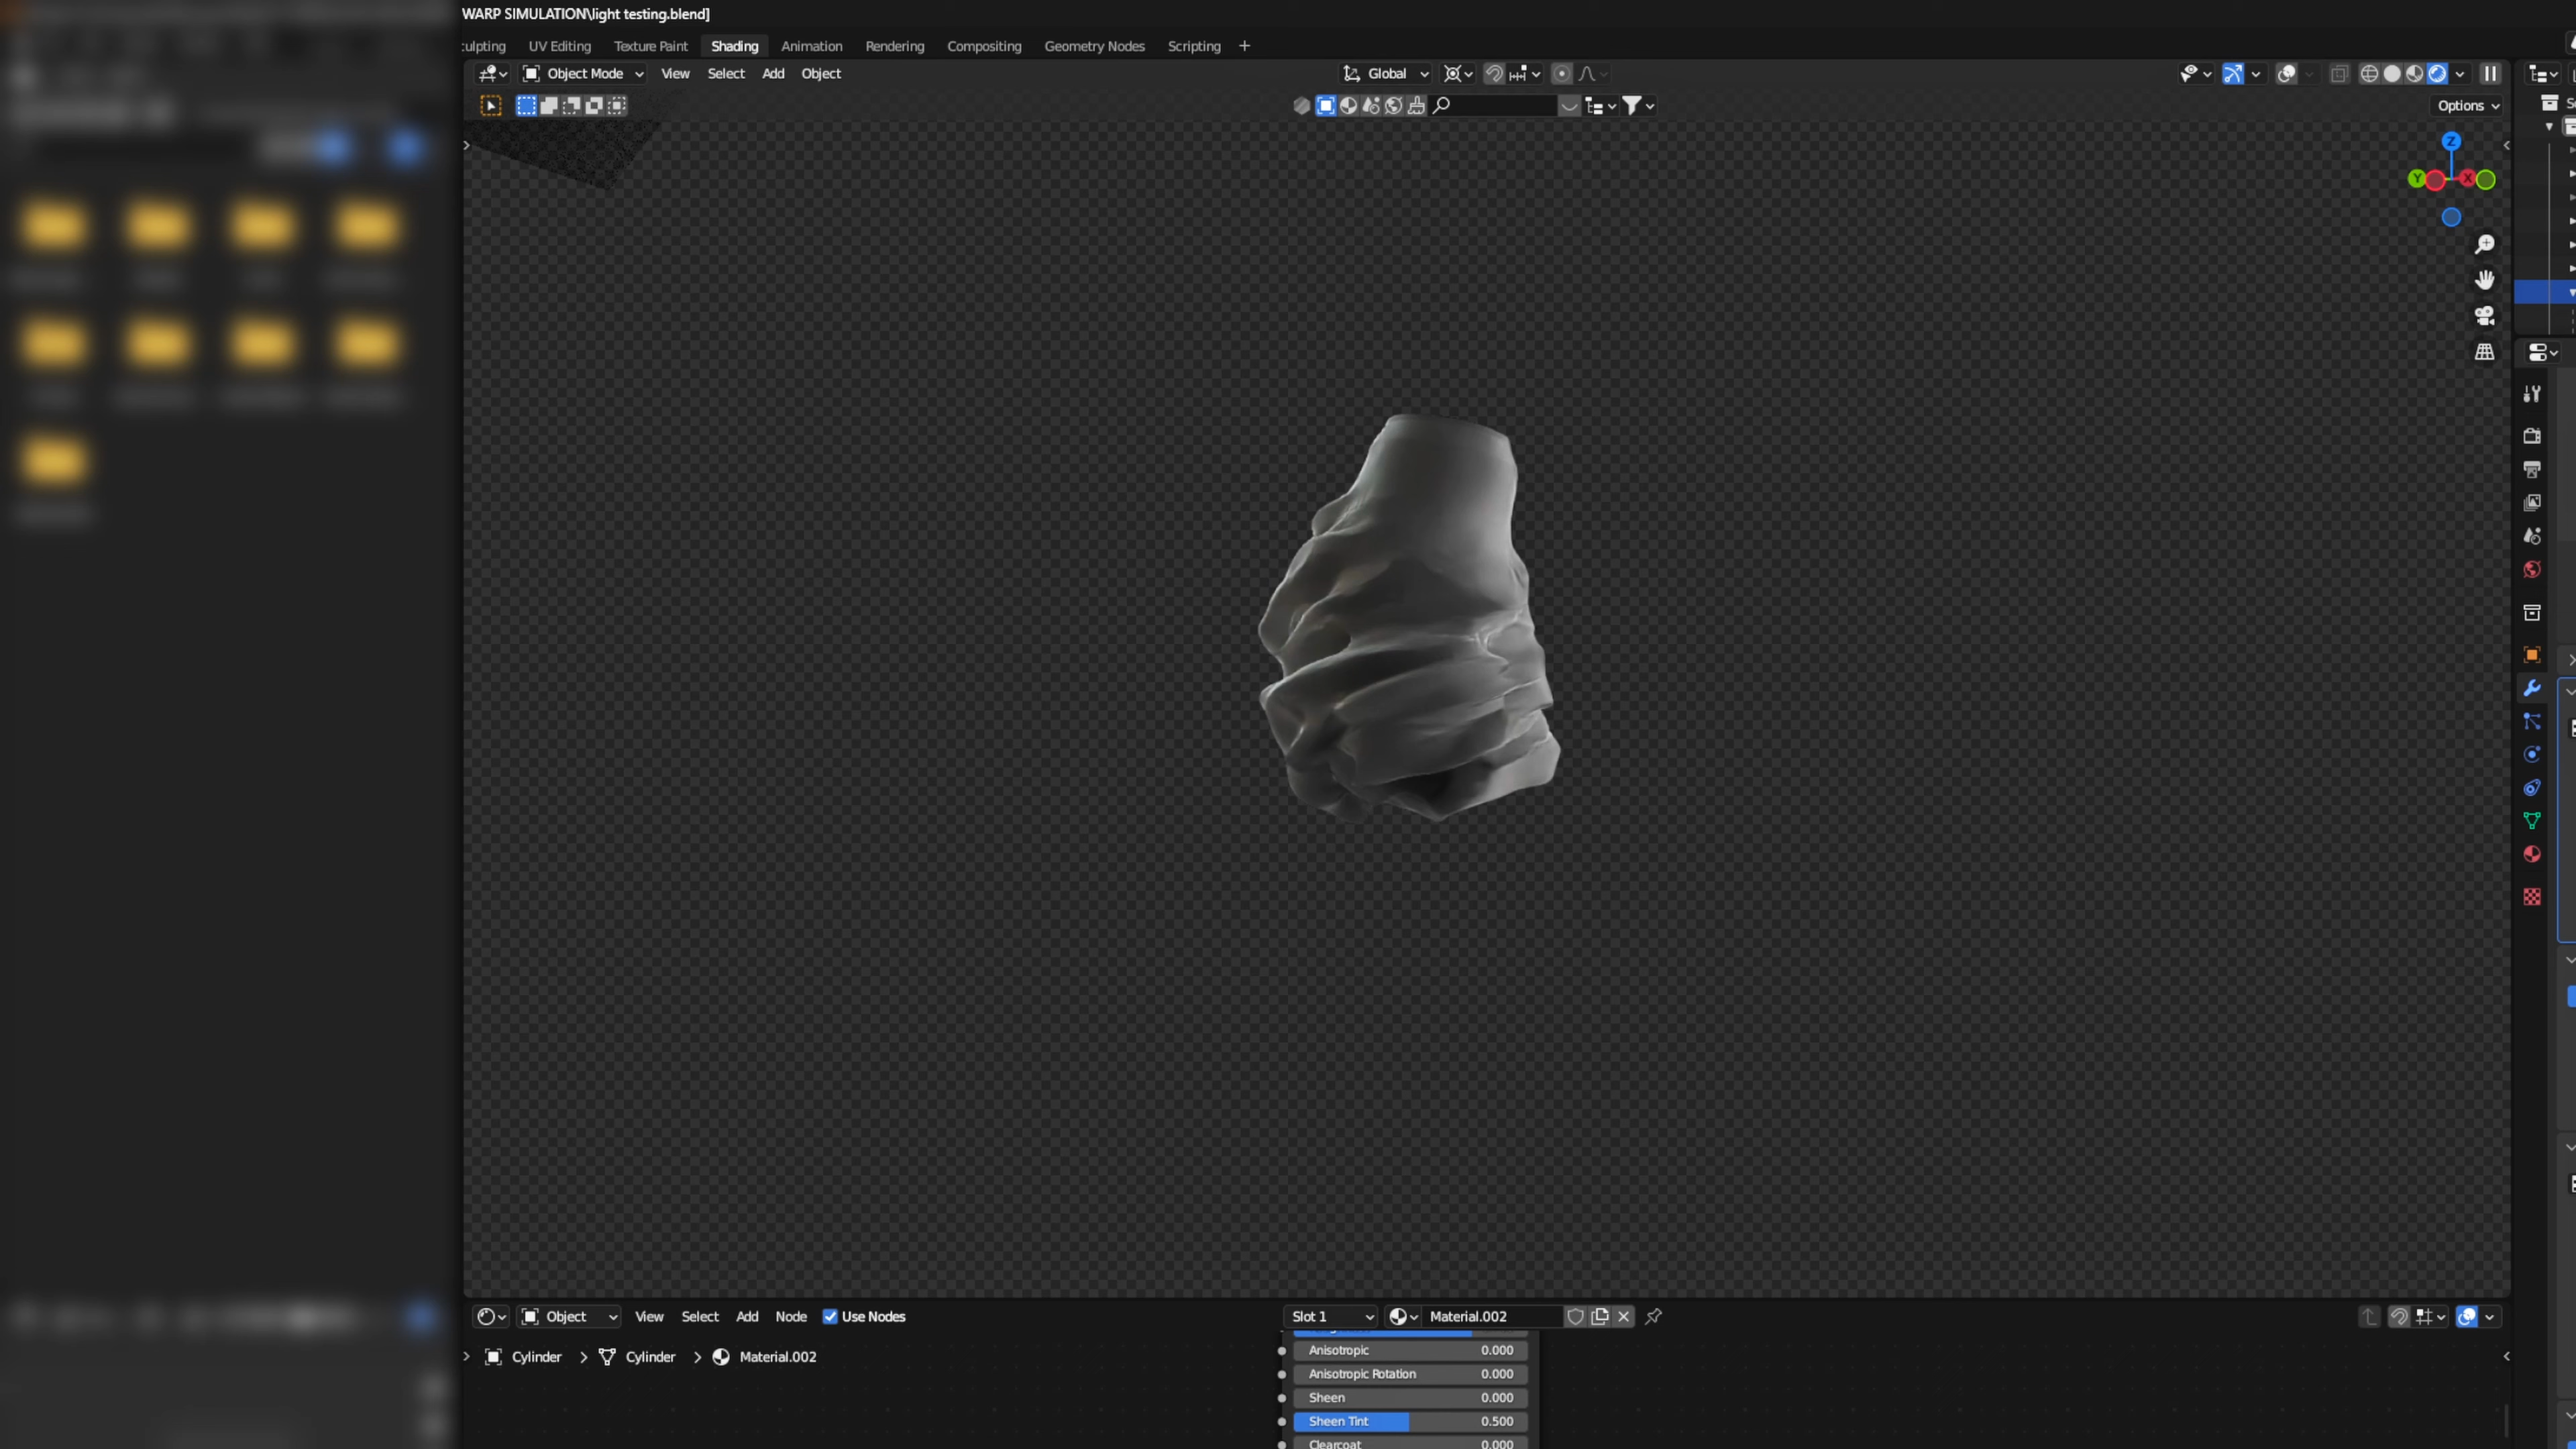 WARP SIMULATION\light testing.blend]
culpting UV Editing Texture Paint Shading Animation Rendering Compositing Geometry Nodes Scripting +
Object Mode View Select Add Object Global
Options
Z
Y X
Object View Select Add Node Use Nodes Slot 1 Material.002
Cylinder > Cylinder > Material.002
Anisotropic 0.000
Anisotropic Rotation 0.000
Sheen 0.000
Sheen Tint 0.500
Clearcoat 0.000